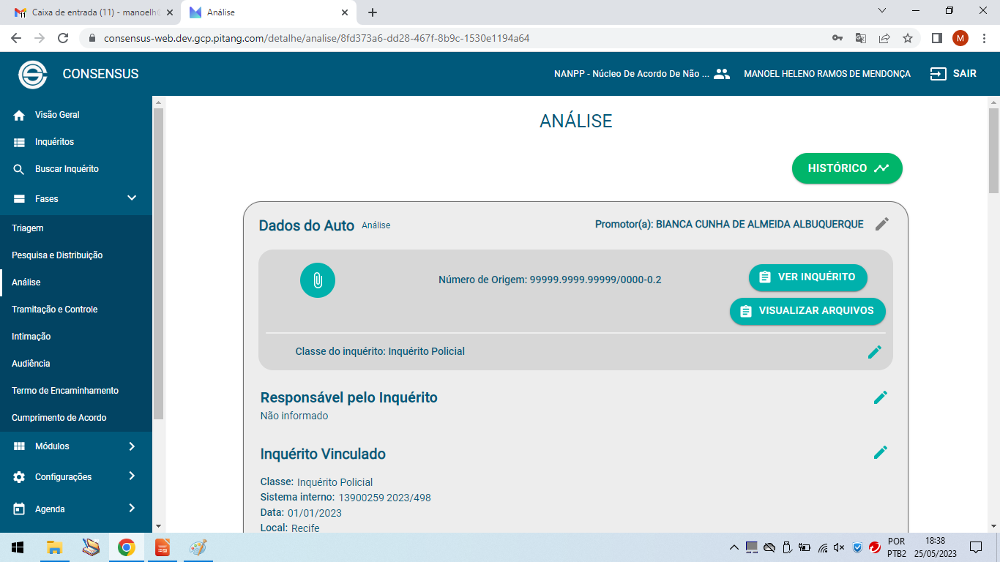 Caixa de entrada (11) - manoelh
Análise
consensus-web.dev.gcp.pitang.com/detalhe/analise/8fd373a6-dd28-467f-8b9c-1530e1194a64
M
CONSENSUS
NANPP - Núcleo De Acordo De Não ...
MANOEL HELENO RAMOS DE MENDONÇA
SAIR
Visão Geral
Inquéritos
Buscar Inquérito
Fases
Triagem
Pesquisa e Distribuição
Análise
Tramitação e Controle
Intimação
Audiência
Termo de Encaminhamento
Cumprimento de Acordo
Módulos
Configurações
Agenda
ANÁLISE
HISTÓRICO
Dados do Auto Análise
Promotor(a): BIANCA CUNHA DE ALMEIDA ALBUQUERQUE
Número de Origem: 99999.9999.99999/0000-0.2
VER INQUÉRITO
VISUALIZAR ARQUIVOS
Classe do inquérito: Inquérito Policial
Responsável pelo Inquérito
Não informado
Inquérito Vinculado
Classe: Inquérito Policial
Sistema interno: 13900259 2023/498
Data: 01/01/2023
Local: Recife
POR
PTB2
18:38
25/05/2023